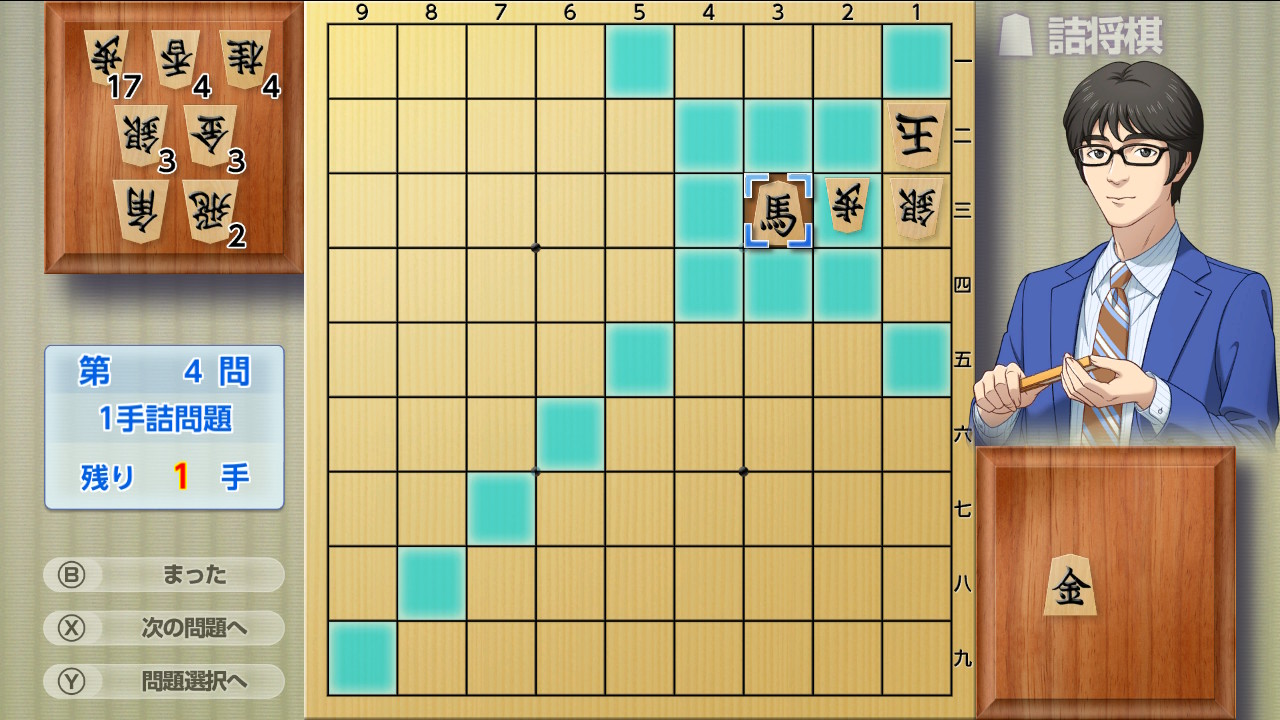 9 8 7 6 5 4 3 2 1
一
二
三
四
五
六
七
八
九
歩 17 香 4 桂 4
銀 3 金 3
角 飛 2
王
馬 歩 銀
第 4 問
1手詰問題
残り 1 手
B まった
X 次の問題へ
Y 問題選択へ
詰将棋
金